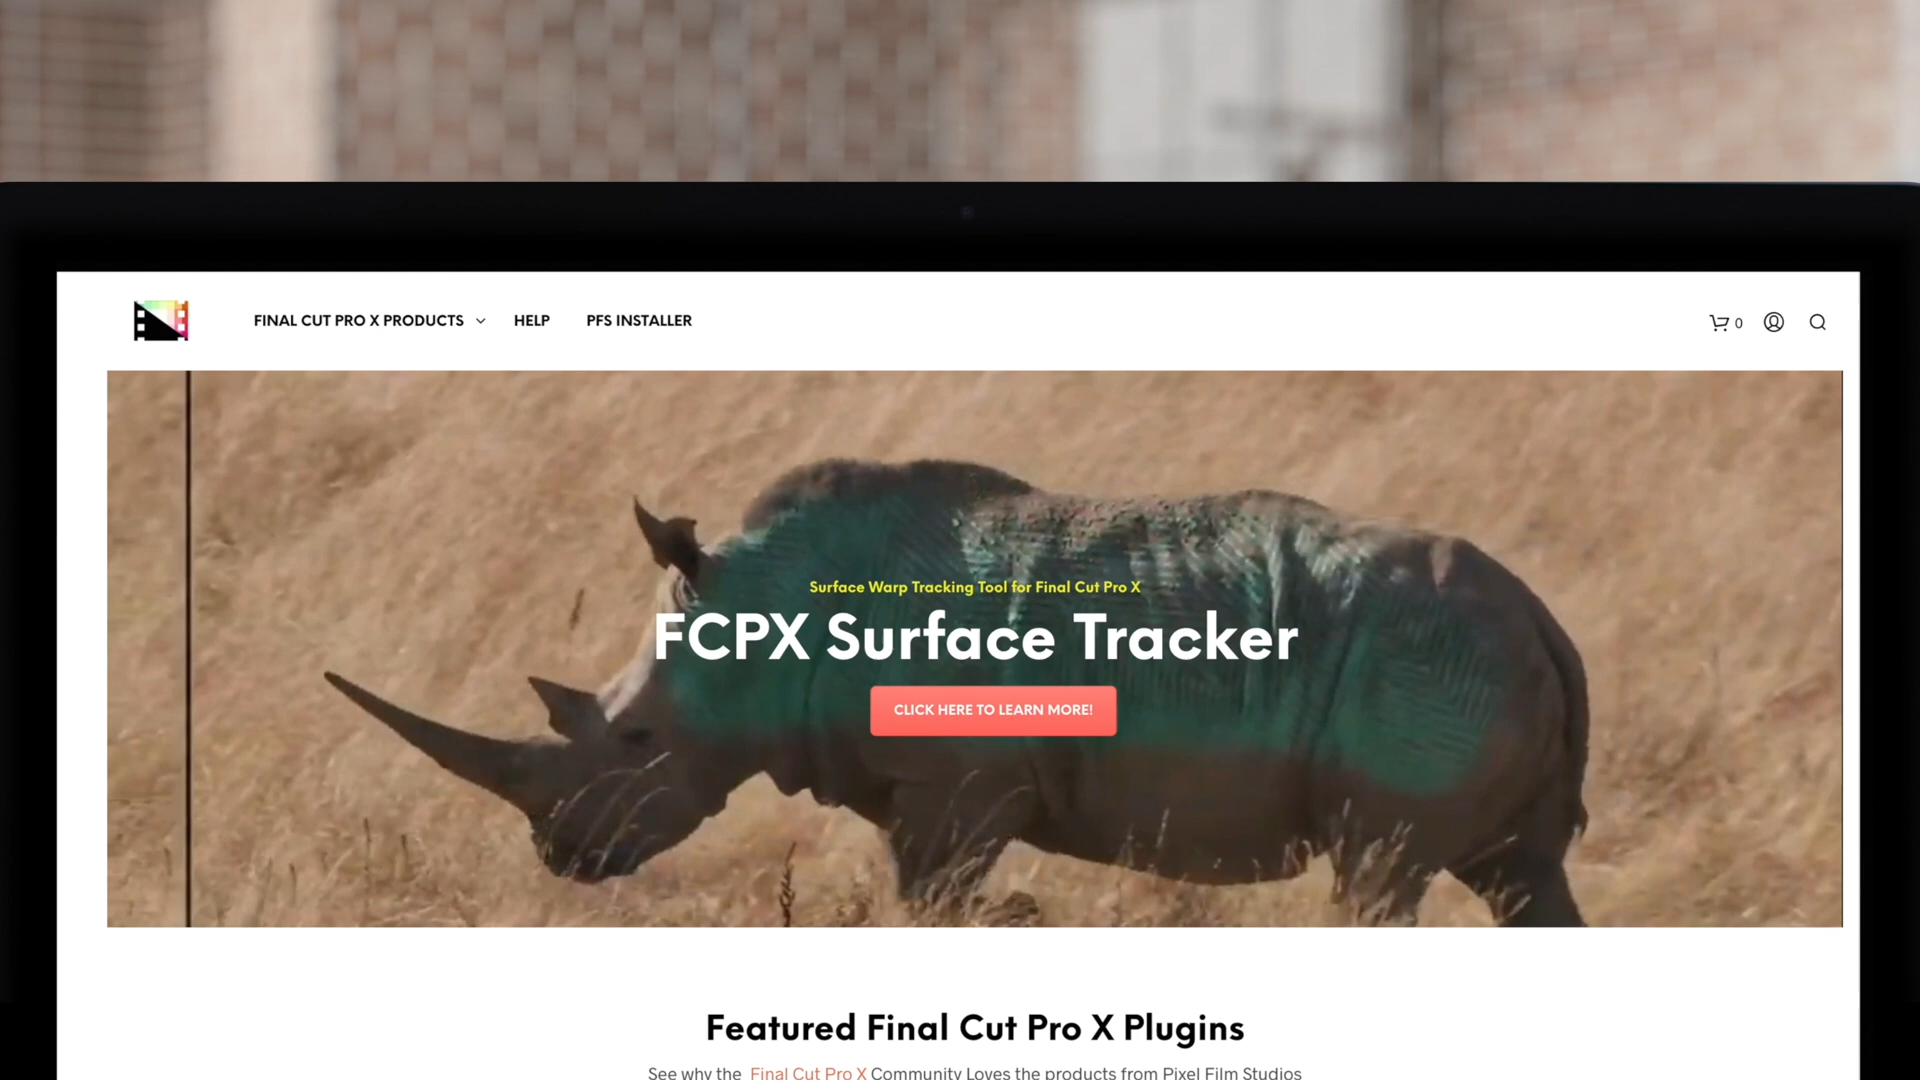 FINAL CUT PRO X PRODUCTS HELP PFS INSTALLER 0
Surface Warp Tracking Tool for Final Cut Pro X
FCPX Surface Tracker
CLICK HERE TO LEARN MORE!
Featured Final Cut Pro X Plugins
See why the Final Cut Pro X Community Loves the products from Pixel Film Studios